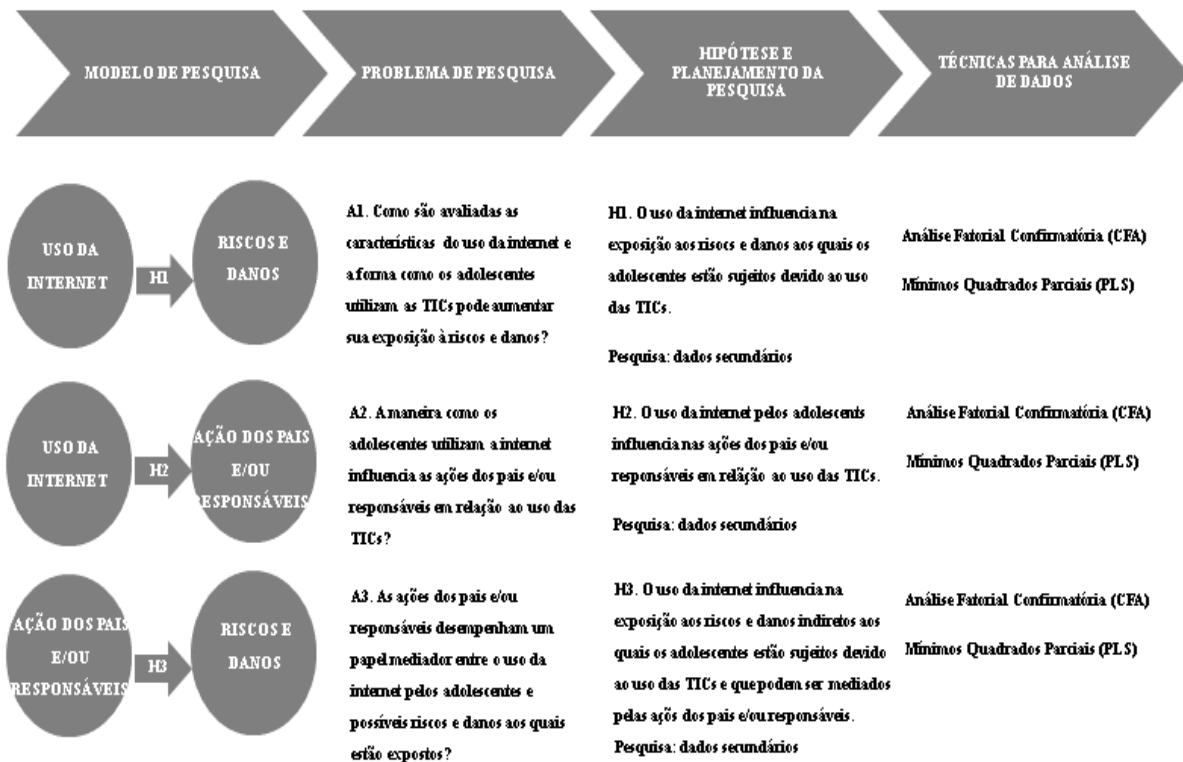 MODELO DE PESQUISA
PROBLEMA DE PESQUISA
HIPÓTESE E
PLANEJAMENTO DA
PESQUISA
TÉCNICAS PARA ANÁLISE
DE DADOS
USO DA
INTERNET
H1
RISCOS E
DANOS
A1. Como são avaliadas as
características do uso da internet e
a forma como os adolescentes
utilizam as TICs pode aumentar
sua exposição à riscos e danos?
H1. O uso da internet influencia na
exposição aos risocs e danos aos quais os
adolescentes estão sujeitos devido ao uso
das TICs.
Pesquisa: dados secundários
Análise Fatorial Confirmatória (CFA)
Mínimos Quadrados Parciais (PLS)
USO DA
INTERNET
H2
AÇÃO DOS PAIS
E/OU
RESPONSÁVEIS
A2. A maneira como os
adolescentes utilizam a internet
influencia as ações dos pais e/ou
responsáveis em relação ao uso das
TICs?
H2. O uso da internet pelos adolescents
influencia nas ações dos pais e/ou
responsáveis em relãção ao uso das TICs.
Pesquisa: dados secundários
Análise Fatorial Confirmatória (CFA)
Mínimos Quadrados Parciais (PLS)
AÇÃO DOS PAIS
E/OU
RESPONSÁVEIS
H3
RISCOS E
DANOS
A3. As ações dos pais e/ou
responsáveis desempenham um
papel mediador entre o uso da
internet pelos adolescentes e
possíveis riscos e danos aos quais
estão expostos?
H3. O uso da internet influencia na
exposição aos riscos e danos indiretos aos
quais os adolescentes estão sujeitos devido
ao uso das TICs e que podem ser mediados
pelas açõs dos pais e/ou responsáveis.
Pesquisa: dados secundários
Análise Fatorial Confirmatória (CFA)
Mínimos Quadrados Parciais (PLS)